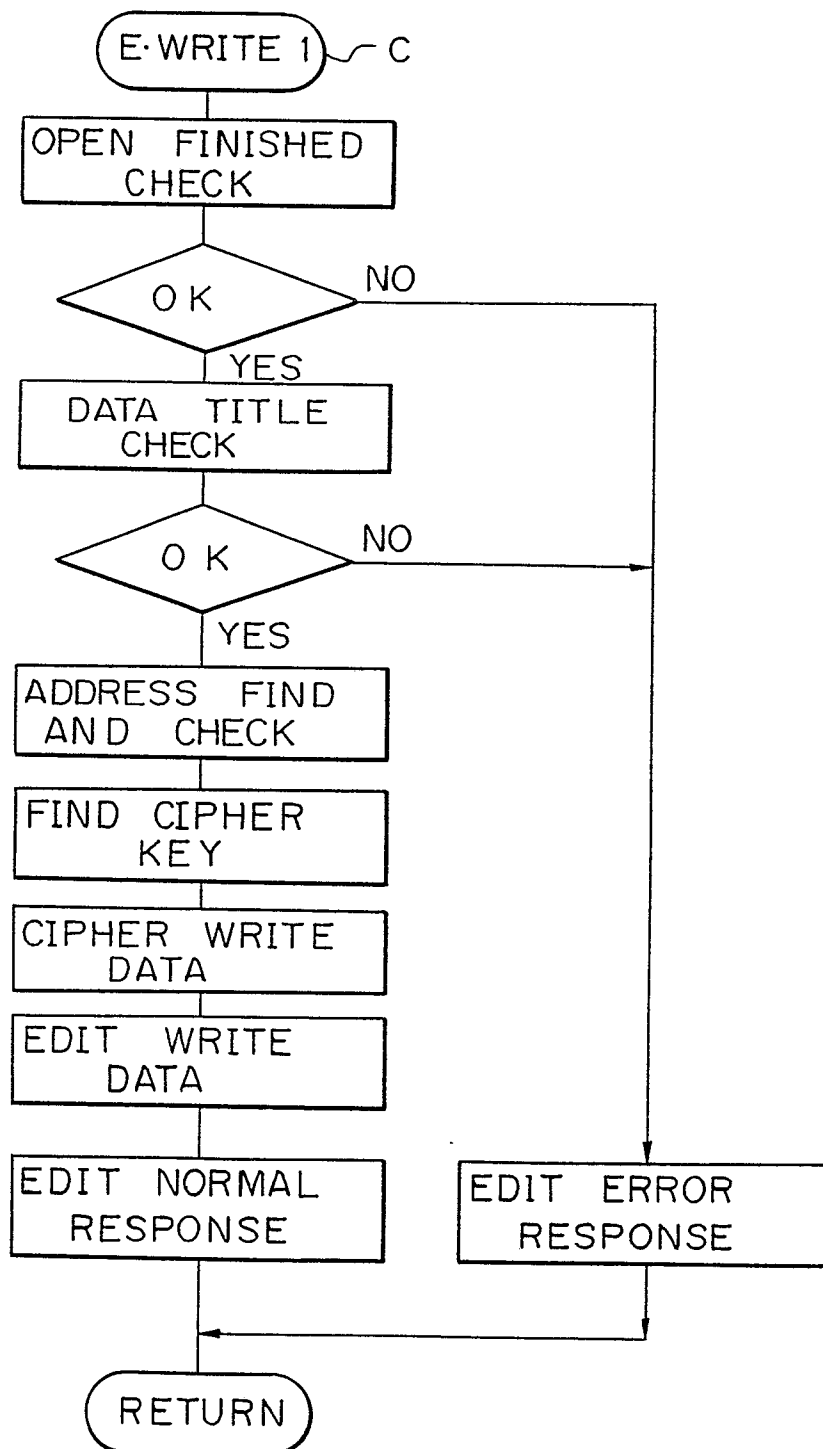 E·WRITE 1 C
OPEN FINISHED
CHECK
OK
NO
YES
DATA TITLE
CHECK
OK
NO
YES
ADDRESS FIND
AND CHECK
FIND CIPHER
KEY
CIPHER WRITE
DATA
EDIT WRITE
DATA
EDIT NORMAL
RESPONSE
EDIT ERROR
RESPONSE
RETURN